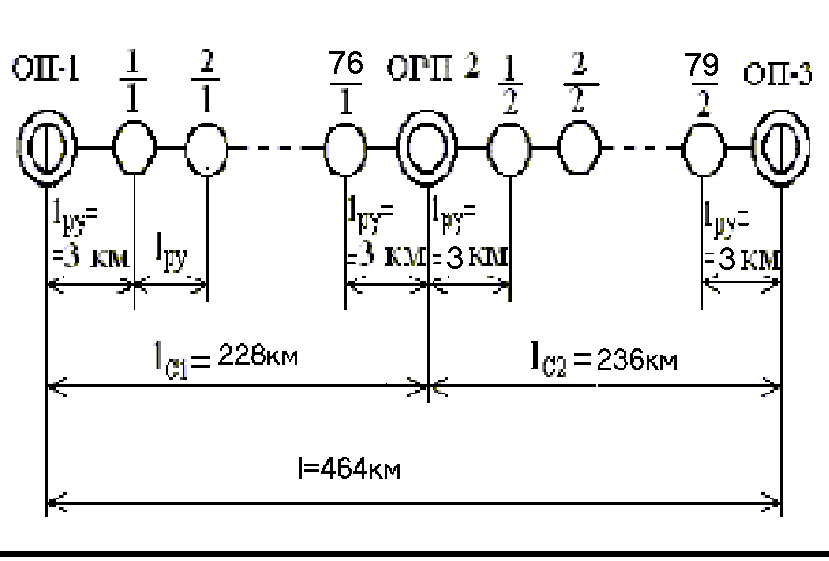 ОП-1 1/1 2/1 76/1 ОГП 2 1/2 2/2 79/2 ОП-3
lру= lру= lру= lру=
=3 км lру =3 км =3 км =3 км
lС1= 228км lС2 =236км
l=464км